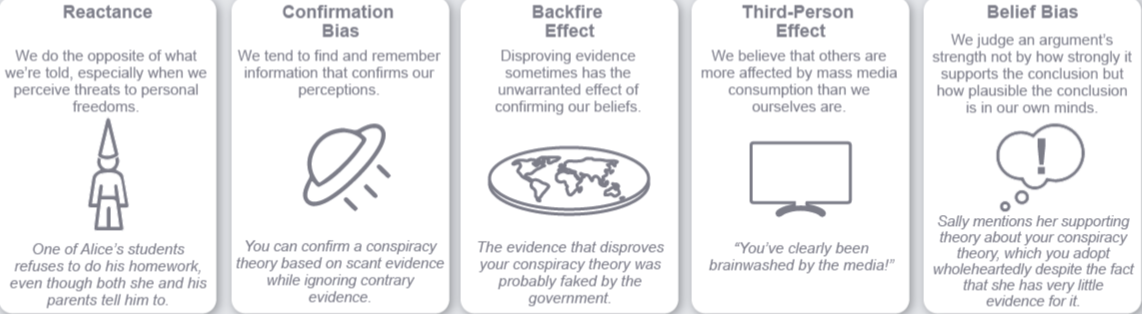 Reactance
We do the opposite of what
we're told, especially when we
perceive threats to personal
freedoms.
One of Alice's students
refuses to do his homework,
even though both she and his
parents tell him to.
Confirmation
Bias
We tend to find and remember
information that confirms our
perceptions.
You can confirm a conspiracy
theory based on scant evidence
while ignoring contrary
evidence.
Backfire
Effect
Disproving evidence
sometimes has the
unwarranted effect of
confirming our beliefs.
The evidence that disproves
your conspiracy theory was
probably faked by the
government.
Third-Person
Effect
We believe that others are
more affected by mass media
consumption than we
ourselves are.
“You've clearly been
brainwashed by the media!”
Belief Bias
We judge an argument's
strength not by how strongly it
supports the conclusion but
how plausible the conclusion
is in our own minds.
!
Sally mentions her supporting
theory about your conspiracy
theory, which you adopt
wholeheartedly despite the fact
that she has very little
evidence for it.